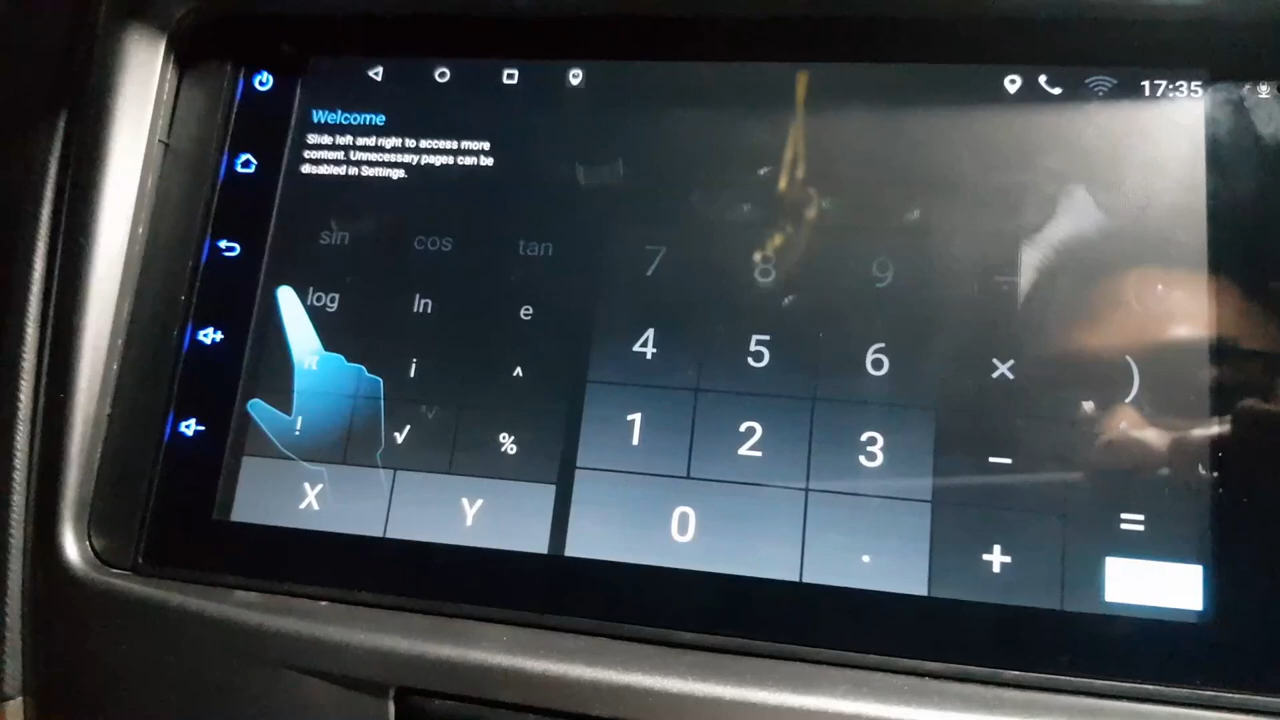 17:35
Welcome
Slide left and right to access more
content. Unnecessary pages can be
disabled in Settings.
sin cos tan 7 8 9 ÷
log ln e 4 5 6 × )
π i ^ 1 2 3 −
! √ % 0 . + =
X Y